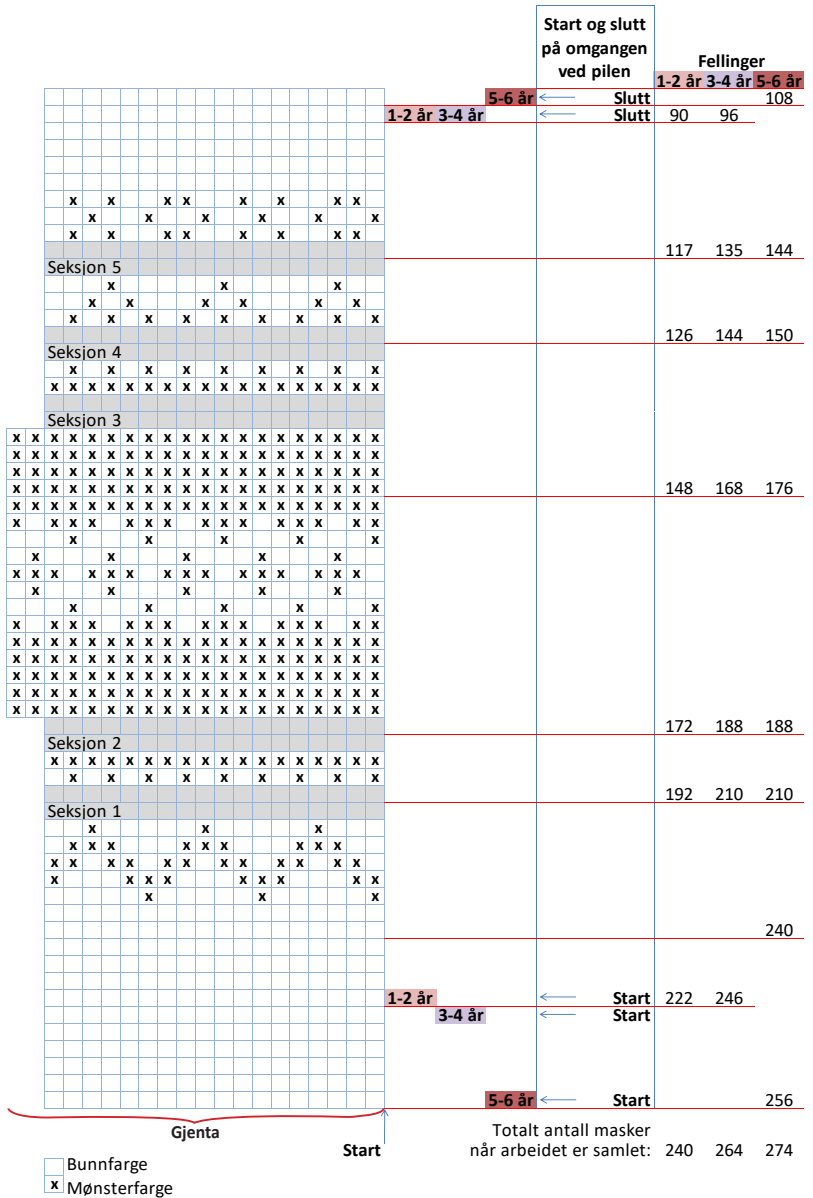 Start og slutt
på omgangen
ved pilen
Fellinger
1-2 år 3-4 år 5-6 år
5-6 år Slutt 108
1-2 år 3-4 år Slutt 90 96
x x x x x x x x
x x x x x x
x x x x x x x x
117 135 144
Seksjon 5
x x x
x x x x x x
x x x x x x x x x
126 144 150
Seksjon 4
x x x x x x x x x
x x x x x x x x x x x x x x x x x x
Seksjon 3
x x x x x x x x x x x x x x x x x x x x
x x x x x x x x x x x x x x x x x x x x
x x x x x x x x x x x x x x x x x x x x
x x x x x x x x x x x x x x x x x x x x
148 168 176
x x x x x x x x x x x x x x x x x x x x
x x x x x x x x x x x x x x x
x x x x x
x x x x x
x x x x x x x x x x x x x x x
x x x x x
x x x x x
x x x x x x x x x x x x x x x
x x x x x x x x x x x x x x x x x x x x
x x x x x x x x x x x x x x x x x x x x
x x x x x x x x x x x x x x x x x x x x
x x x x x x x x x x x x x x x x x x x x
x x x x x x x x x x x x x x x x x x x x
172 188 188
Seksjon 2
x x x x x x x x x x x x x x x x x x
x x x x x x x x x
192 210 210
Seksjon 1
x x x
x x x x x x x x x
x x x x x x x x x x x x
x x x x x x x x x
x x x
240
1-2 år Start 222 246
3-4 år Start
5-6 år Start 256
Gjenta
Start
Totalt antall masker
når arbeidet er samlet: 240 264 274
Bunnfarge
x Mønsterfarge